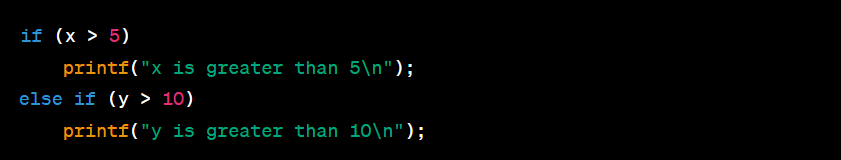 if (x > 5)
    printf("x is greater than 5\n");
else if (y > 10)
    printf("y is greater than 10\n");